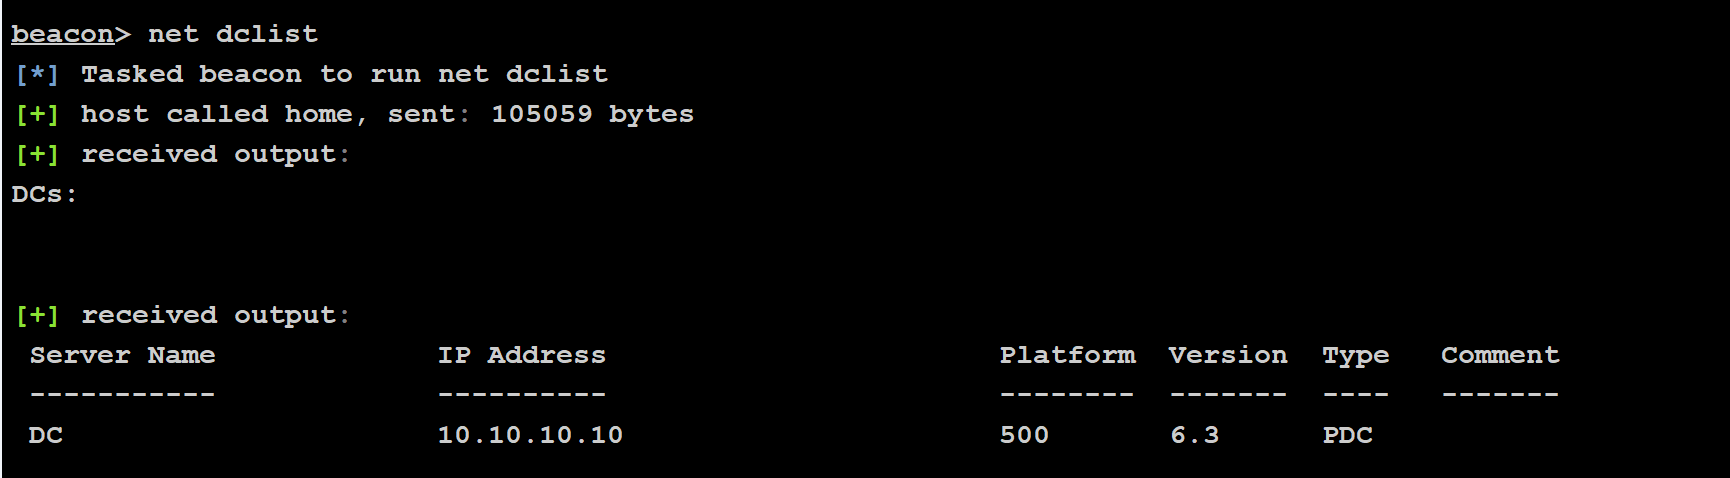 beacon> net dclist
[*] Tasked beacon to run net dclist
[+] host called home, sent: 105059 bytes
[+] received output:
DCs:
[+] received output:
Server Name IP Address Platform Version Type Comment
----------- ---------- -------- ------- ---- -------
DC 10.10.10.10 500 6.3 PDC